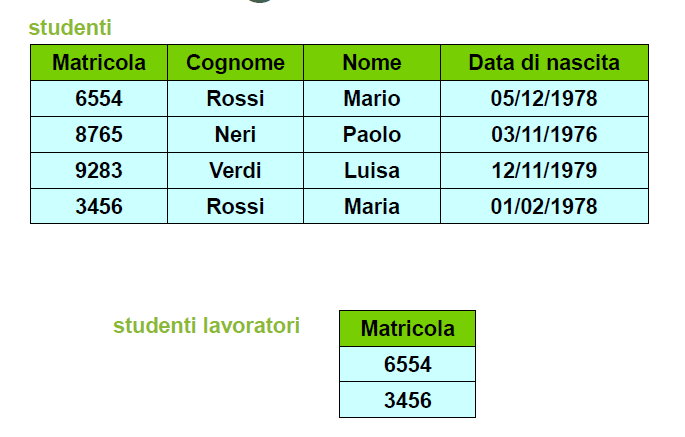 studenti
Matricola Cognome Nome Data di nascita
6554 Rossi Mario 05/12/1978
8765 Neri Paolo 03/11/1976
9283 Verdi Luisa 12/11/1979
3456 Rossi Maria 01/02/1978
studenti lavoratori
Matricola
6554
3456